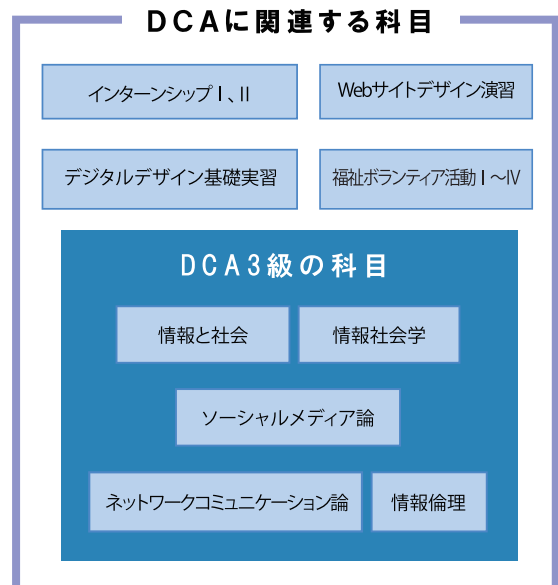 DCAに関連する科目
インターンシップⅠ、Ⅱ
Webサイトデザイン演習
デジタルデザイン基礎実習
福祉ボランティア活動Ⅰ～Ⅳ
DCA3級の科目
情報と社会
情報社会学
ソーシャルメディア論
ネットワークコミュニケーション論
情報倫理